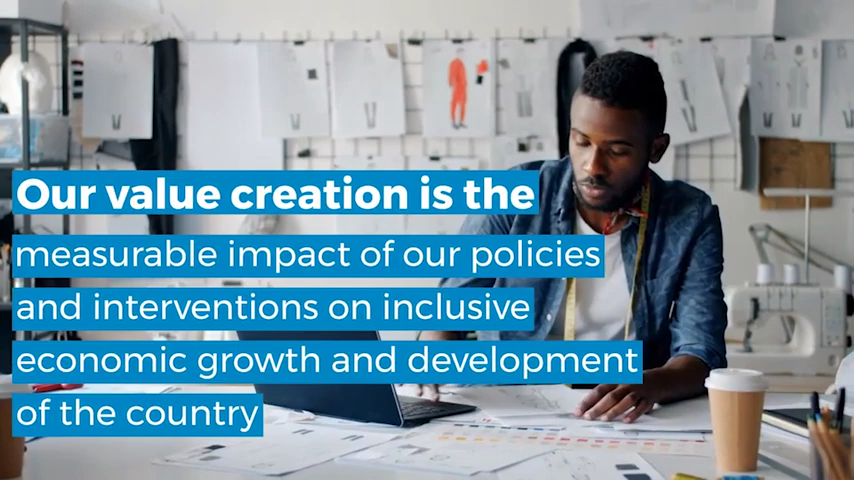 Our value creation is the
measurable impact of our policies
and interventions on inclusive
economic growth and development
of the country